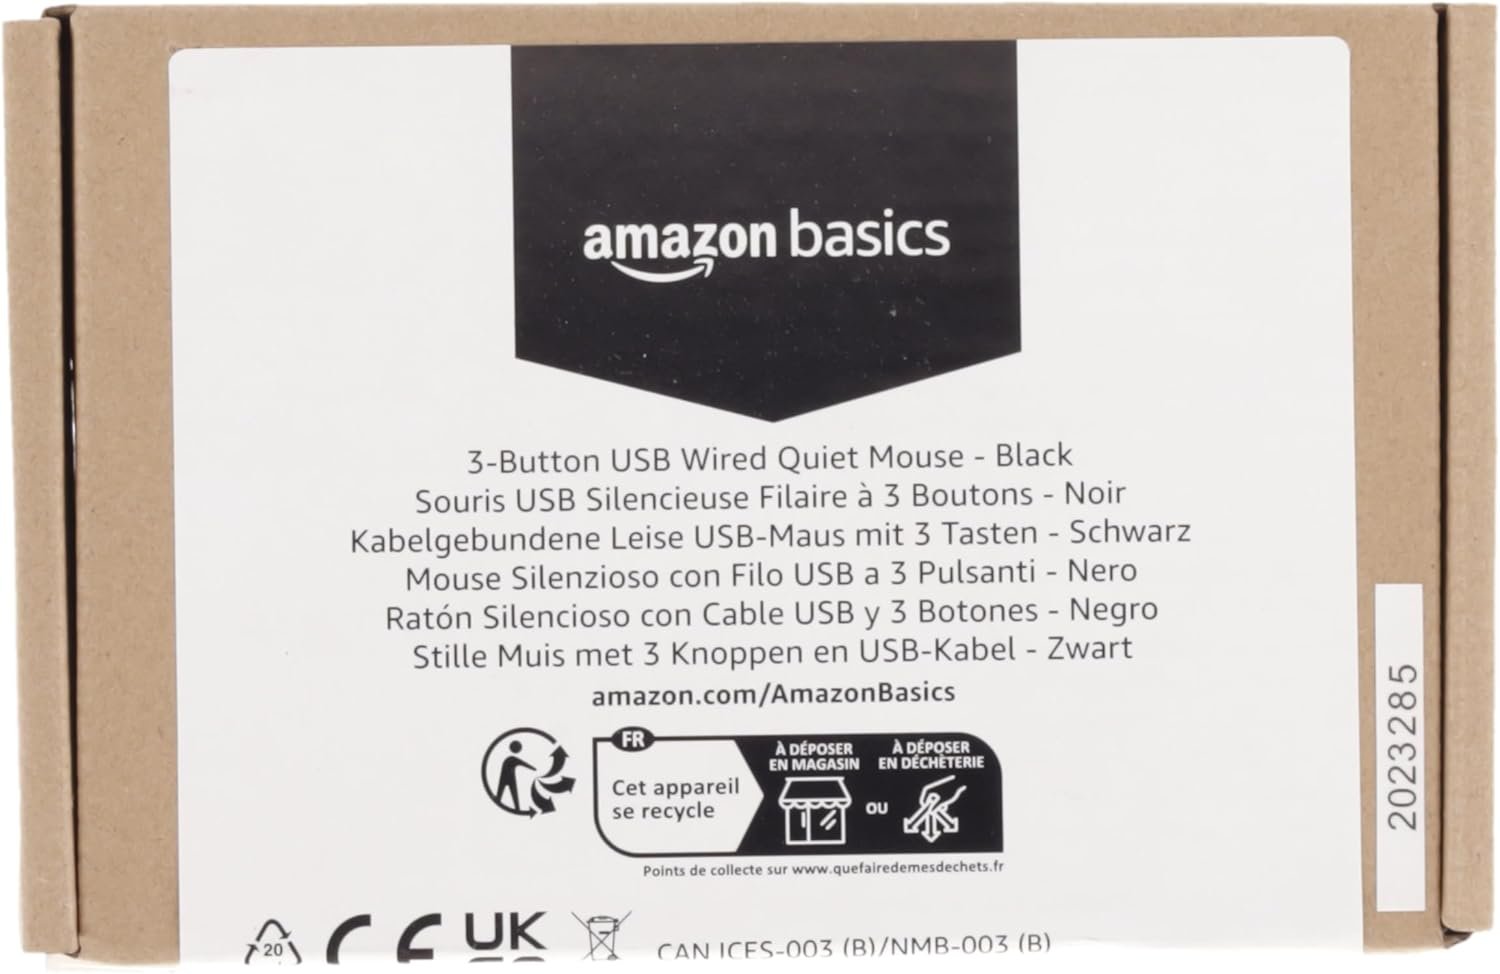 amazon basics
3-Button USB Wired Quiet Mouse - Black
Souris USB Silencieuse Filaire à 3 Boutons - Noir
Kabelgebundene Leise USB-Maus mit 3 Tasten - Schwarz
Mouse Silenzioso con Filo USB a 3 Pulsanti - Nero
Ratón Silencioso con Cable USB y 3 Botones - Negro
Stille Muis met 3 Knoppen en USB-Kabel - Zwart
amazon.com/AmazonBasics
FR
Cet appareil
se recycle
À DÉPOSER
EN MAGASIN
OU
À DÉPOSER
EN DÉCHÈTERIE
Points de collecte sur www.quefairedemesdechets.fr
20
CE
UK
CAN ICES-003 (B)/NMB-003 (B)
2023285